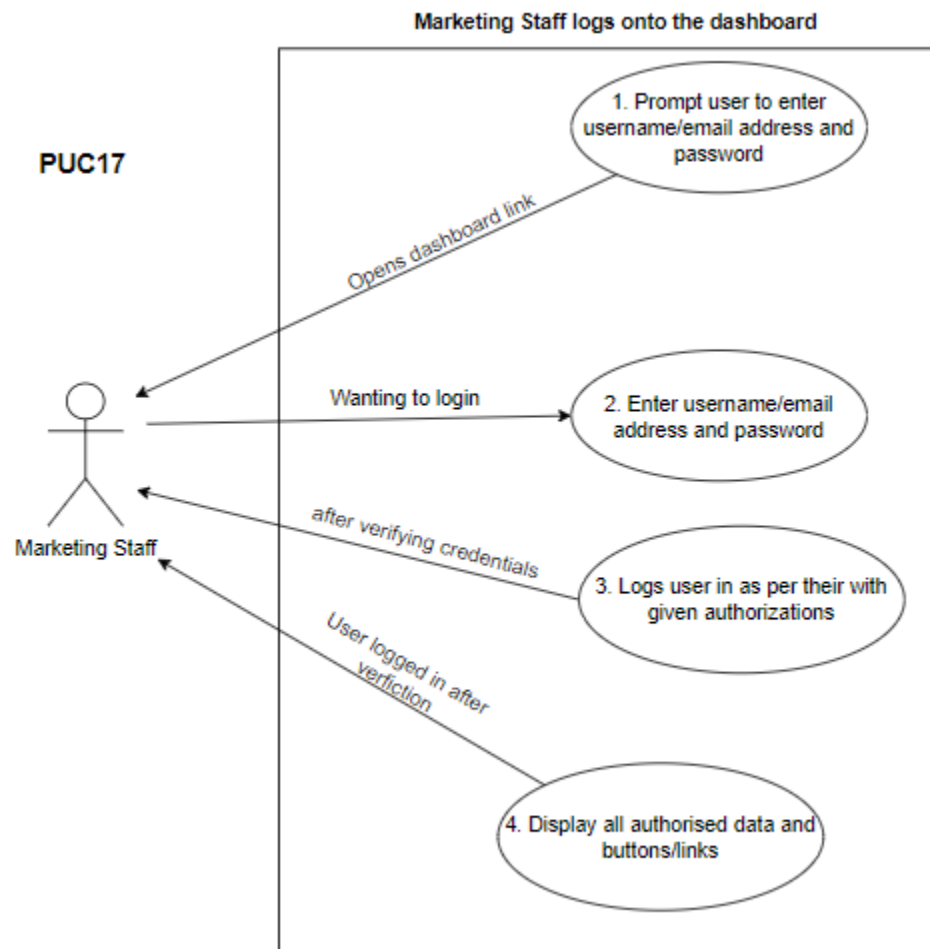 Marketing Staff logs onto the dashboard
1. Prompt user to enter
username/email address and
password
PUC17
Opens dashboard link
Wanting to login
2. Enter username/email
address and password
Marketing Staff
after verifying credentials
3. Logs user in as per their with
given authorizations
User logged in after
verfiction
4. Display all authorised data and
buttons/links